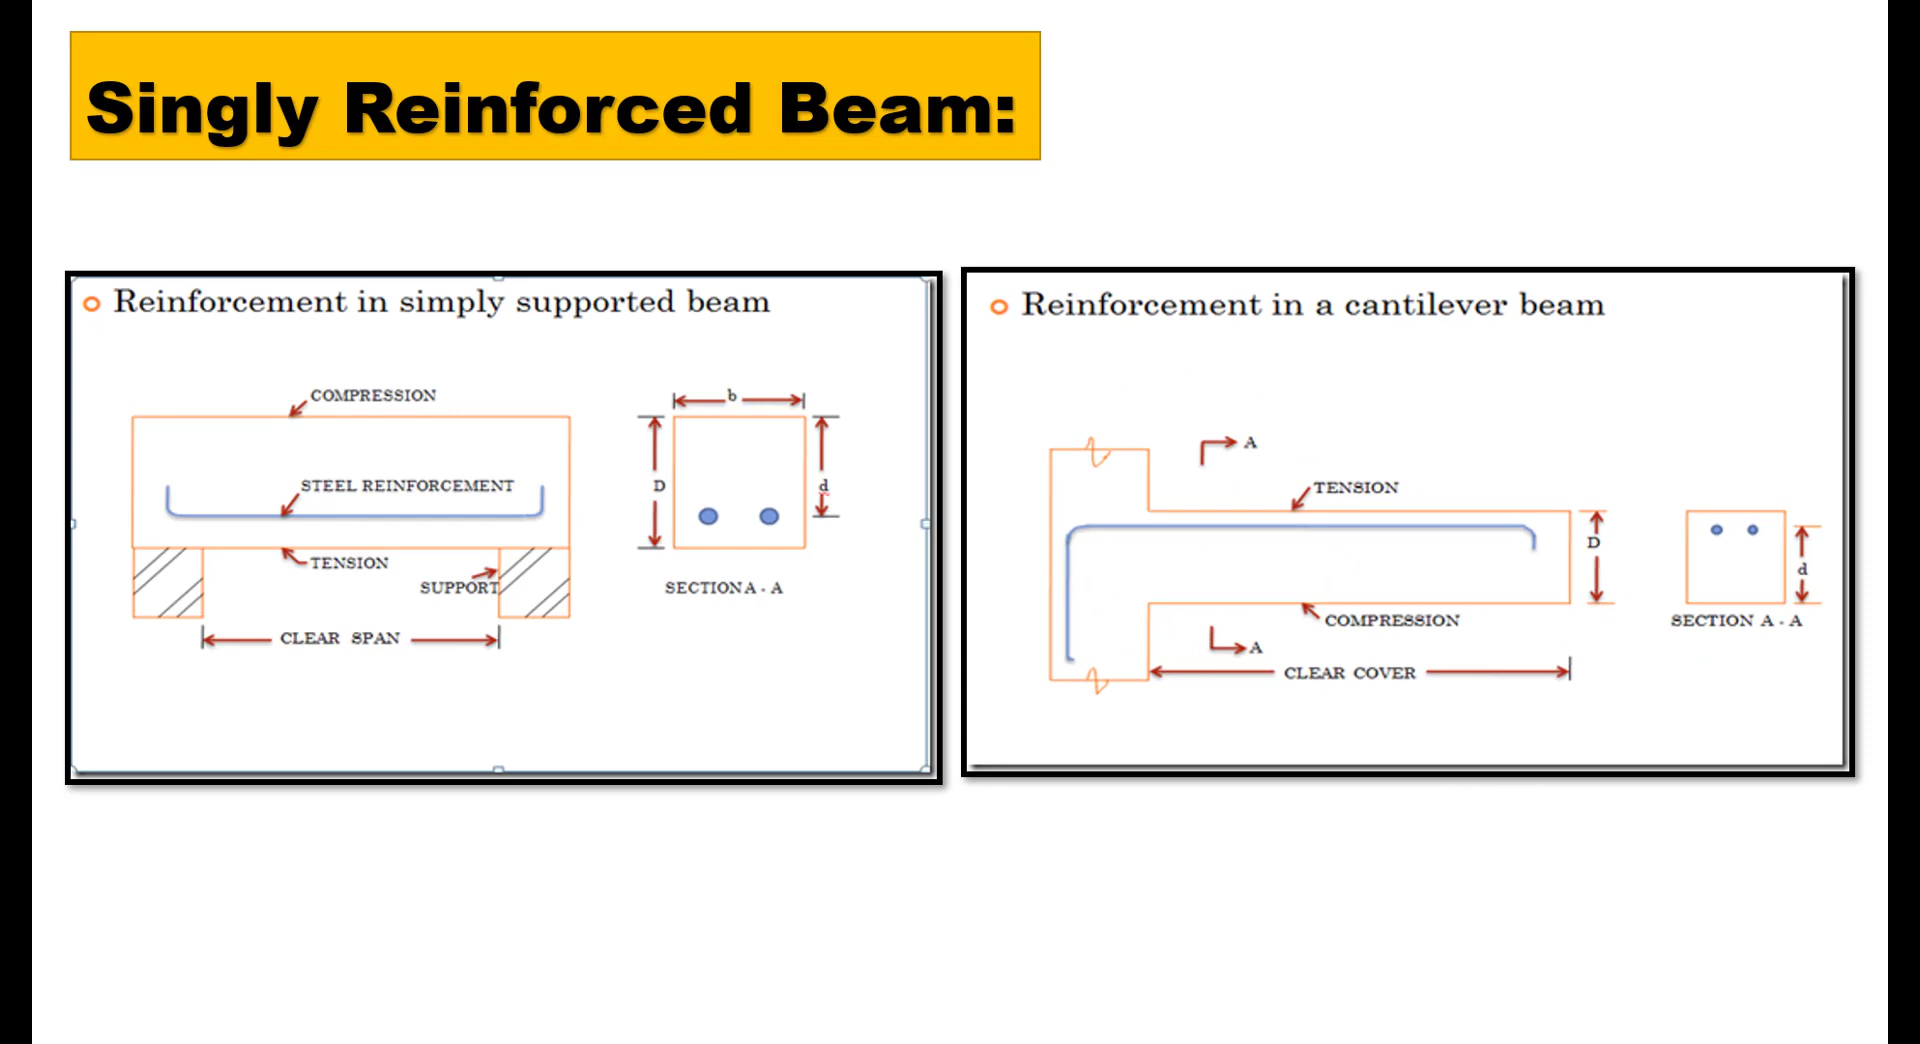 Singly Reinforced Beam:
Reinforcement in simply supported beam
COMPRESSION
b
STEEL REINFORCEMENT
D
d
TENSION
SUPPORT
SECTION A - A
CLEAR SPAN
Reinforcement in a cantilever beam
A
TENSION
D
d
COMPRESSION
SECTION A - A
A
CLEAR COVER